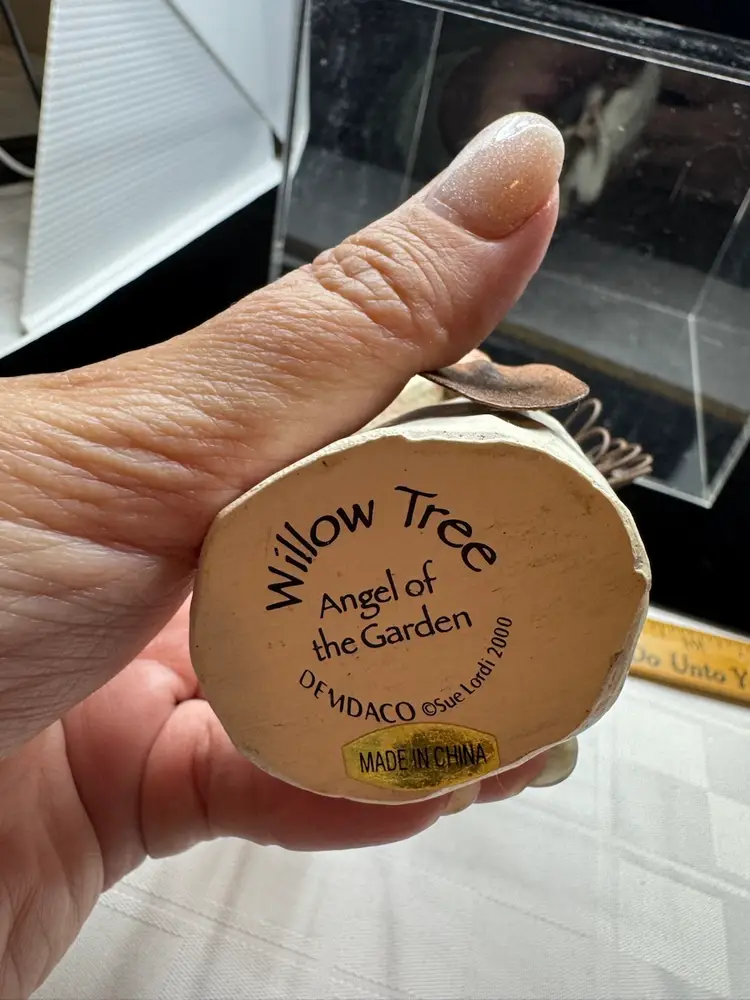 Willow Tree
Angel of
the Garden
DEMDACO ©Sue Lordi 2000
MADE IN CHINA
Do Unto Y